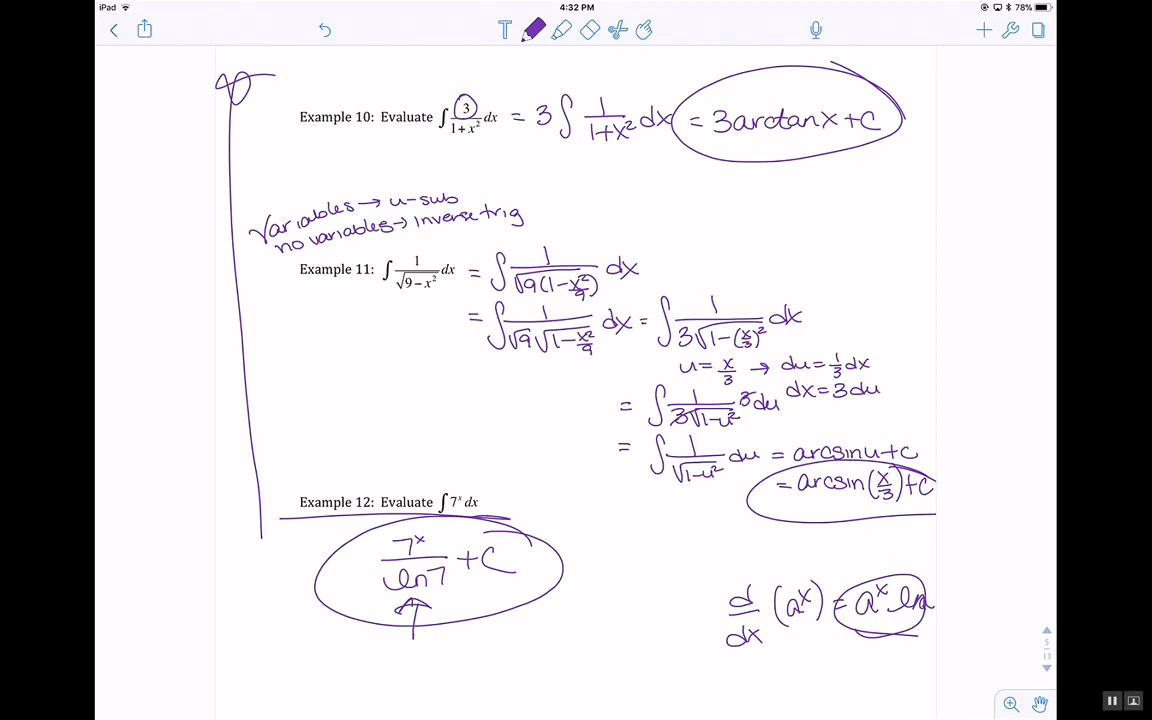 iPad 4:32 PM 78%
Example 10: Evaluate ∫ 3/(1+x²) dx = 3∫ 1/(1+x²) dx = 3arctanx+C
Variables → u-sub
no variables → inverse trig
Example 11: ∫ 1/√(9−x²) dx = ∫ 1/√(9(1−x²/9)) dx
= ∫ 1/(√9 √(1−x²/9)) dx = ∫ 1/(3√(1−(x/3)²)) dx
u = x/3 → du = 1/3 dx
= ∫ 1/(3√(1−u²)) 3du dx = 3du
= ∫ 1/√(1−u²) du = arcsinu+C
= arcsin(x/3)+C
Example 12: Evaluate ∫ 7ˣ dx
7ˣ/ln7 + C
d/dx (aˣ) = aˣ lna
5
13